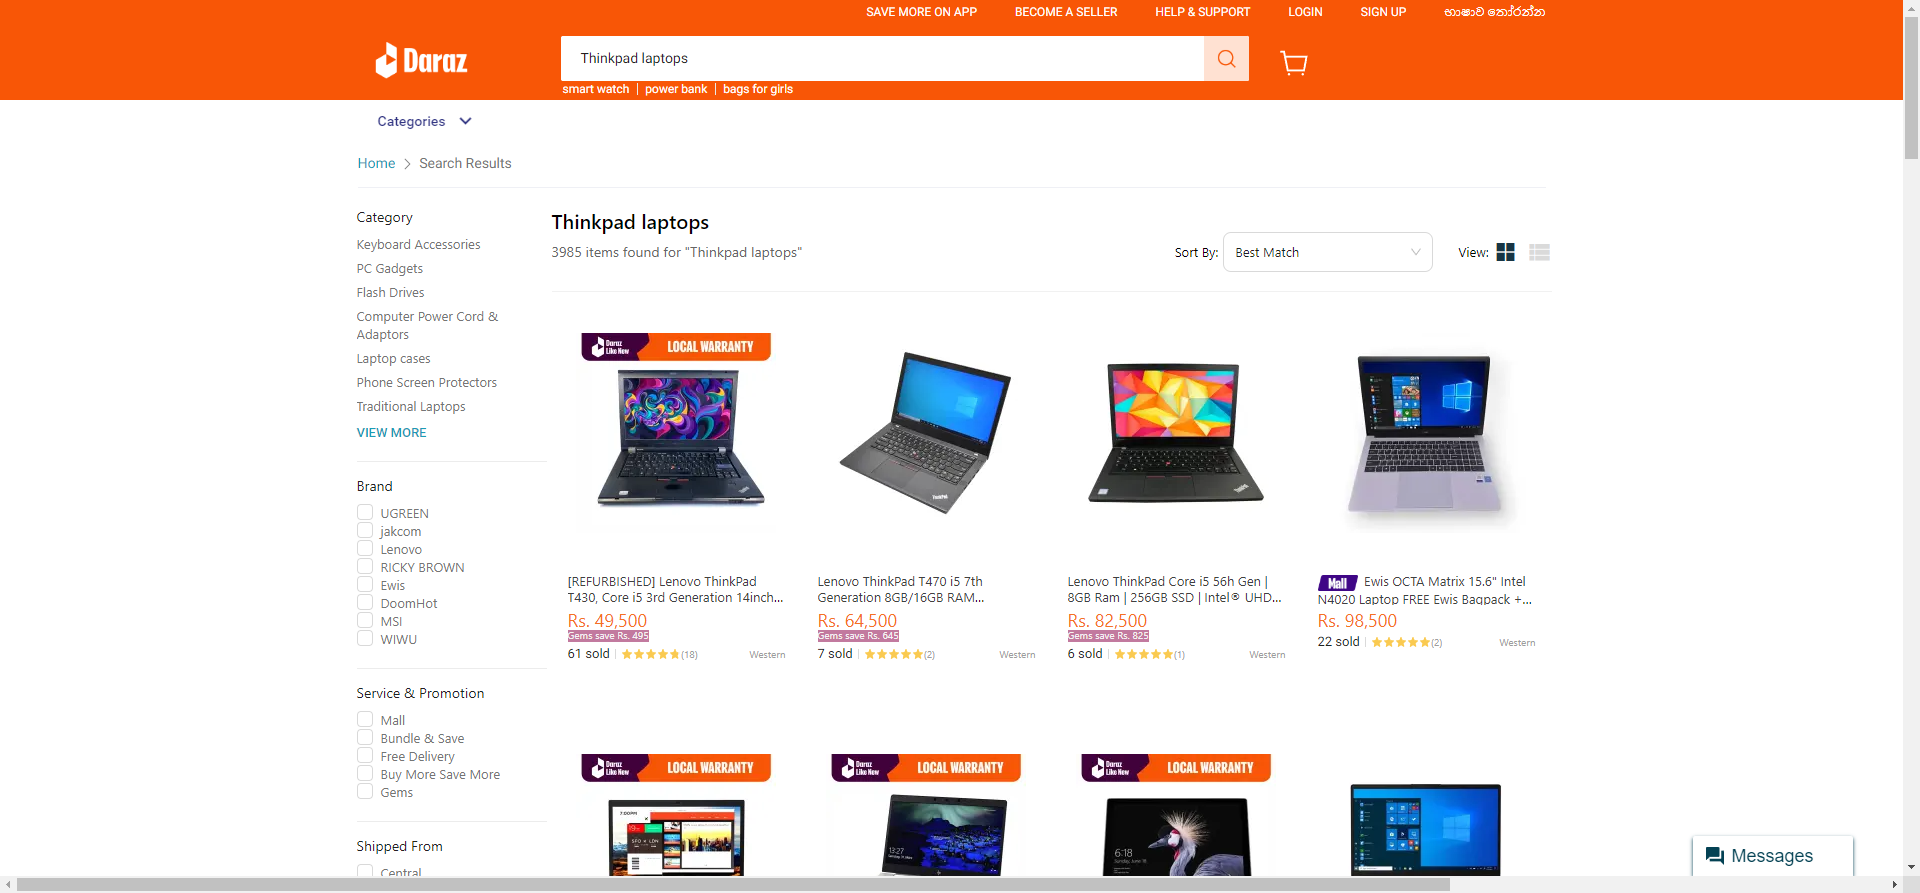 SAVE MORE ON APP
BECOME A SELLER
HELP & SUPPORT
LOGIN
SIGN UP
භාෂාව තෝරන්න
Daraz
Thinkpad laptops
smart watch | power bank | bags for girls
Categories
Home > Search Results
Category
Keyboard Accessories
PC Gadgets
Flash Drives
Computer Power Cord &
Adaptors
Laptop cases
Phone Screen Protectors
Traditional Laptops
VIEW MORE
Brand
UGREEN
jakcom
Lenovo
RICKY BROWN
Ewis
DoomHot
MSI
WIWU
Service & Promotion
Mall
Bundle & Save
Free Delivery
Buy More Save More
Gems
Shipped From
Central
Thinkpad laptops
3985 items found for "Thinkpad laptops"
Sort By: Best Match
View:
Daraz
Like New
LOCAL WARRANTY
[REFURBISHED] Lenovo ThinkPad
T430, Core i5 3rd Generation 14inch...
Rs. 49,500
Gems save Rs. 495
61 sold
(18)
Western
ThinkPad
Lenovo ThinkPad T470 i5 7th
Generation 8GB/16GB RAM...
Rs. 64,500
Gems save Rs. 645
7 sold
(2)
Western
Lenovo ThinkPad Core i5 56h Gen |
8GB Ram | 256GB SSD | Intel® UHD...
Rs. 82,500
Gems save Rs. 825
6 sold
(1)
Western
Mall Ewis OCTA Matrix 15.6" Intel
N4020 Laptop FREE Ewis Bagpack +...
Rs. 98,500
22 sold
(2)
Western
Daraz
Like New
LOCAL WARRANTY
7:00PM
SFO × LDN
Daraz
Like New
LOCAL WARRANTY
13:27
Daraz
Like New
LOCAL WARRANTY
6:18
Messages